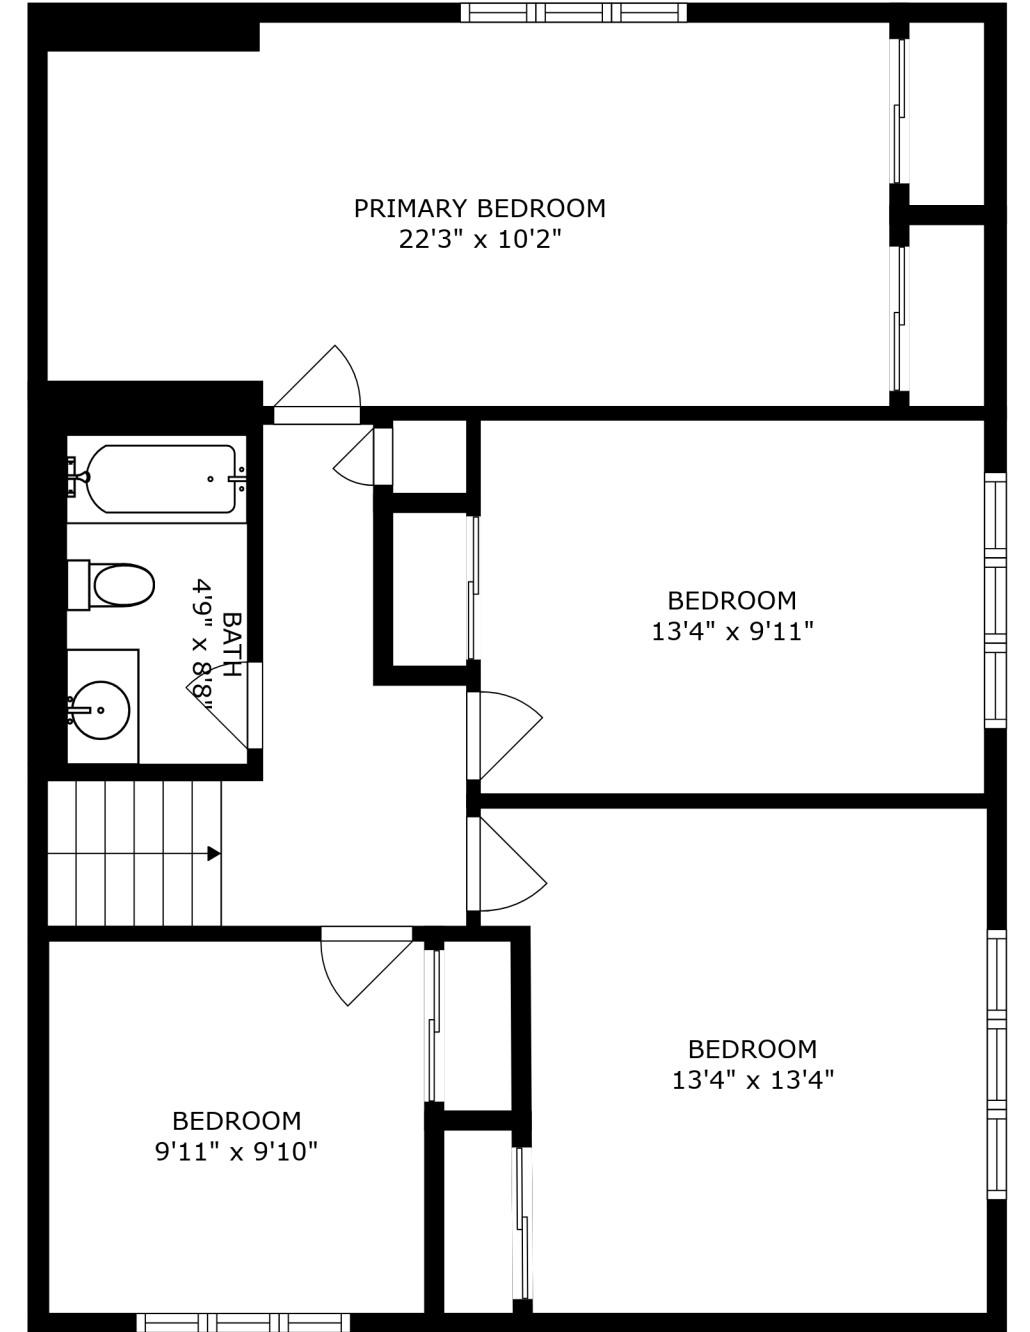 PRIMARY BEDROOM
22'3" x 10'2"
BEDROOM
13'4" x 9'11"
BATH
4'9" x 8'8"
BEDROOM
13'4" x 13'4"
BEDROOM
9'11" x 9'10"